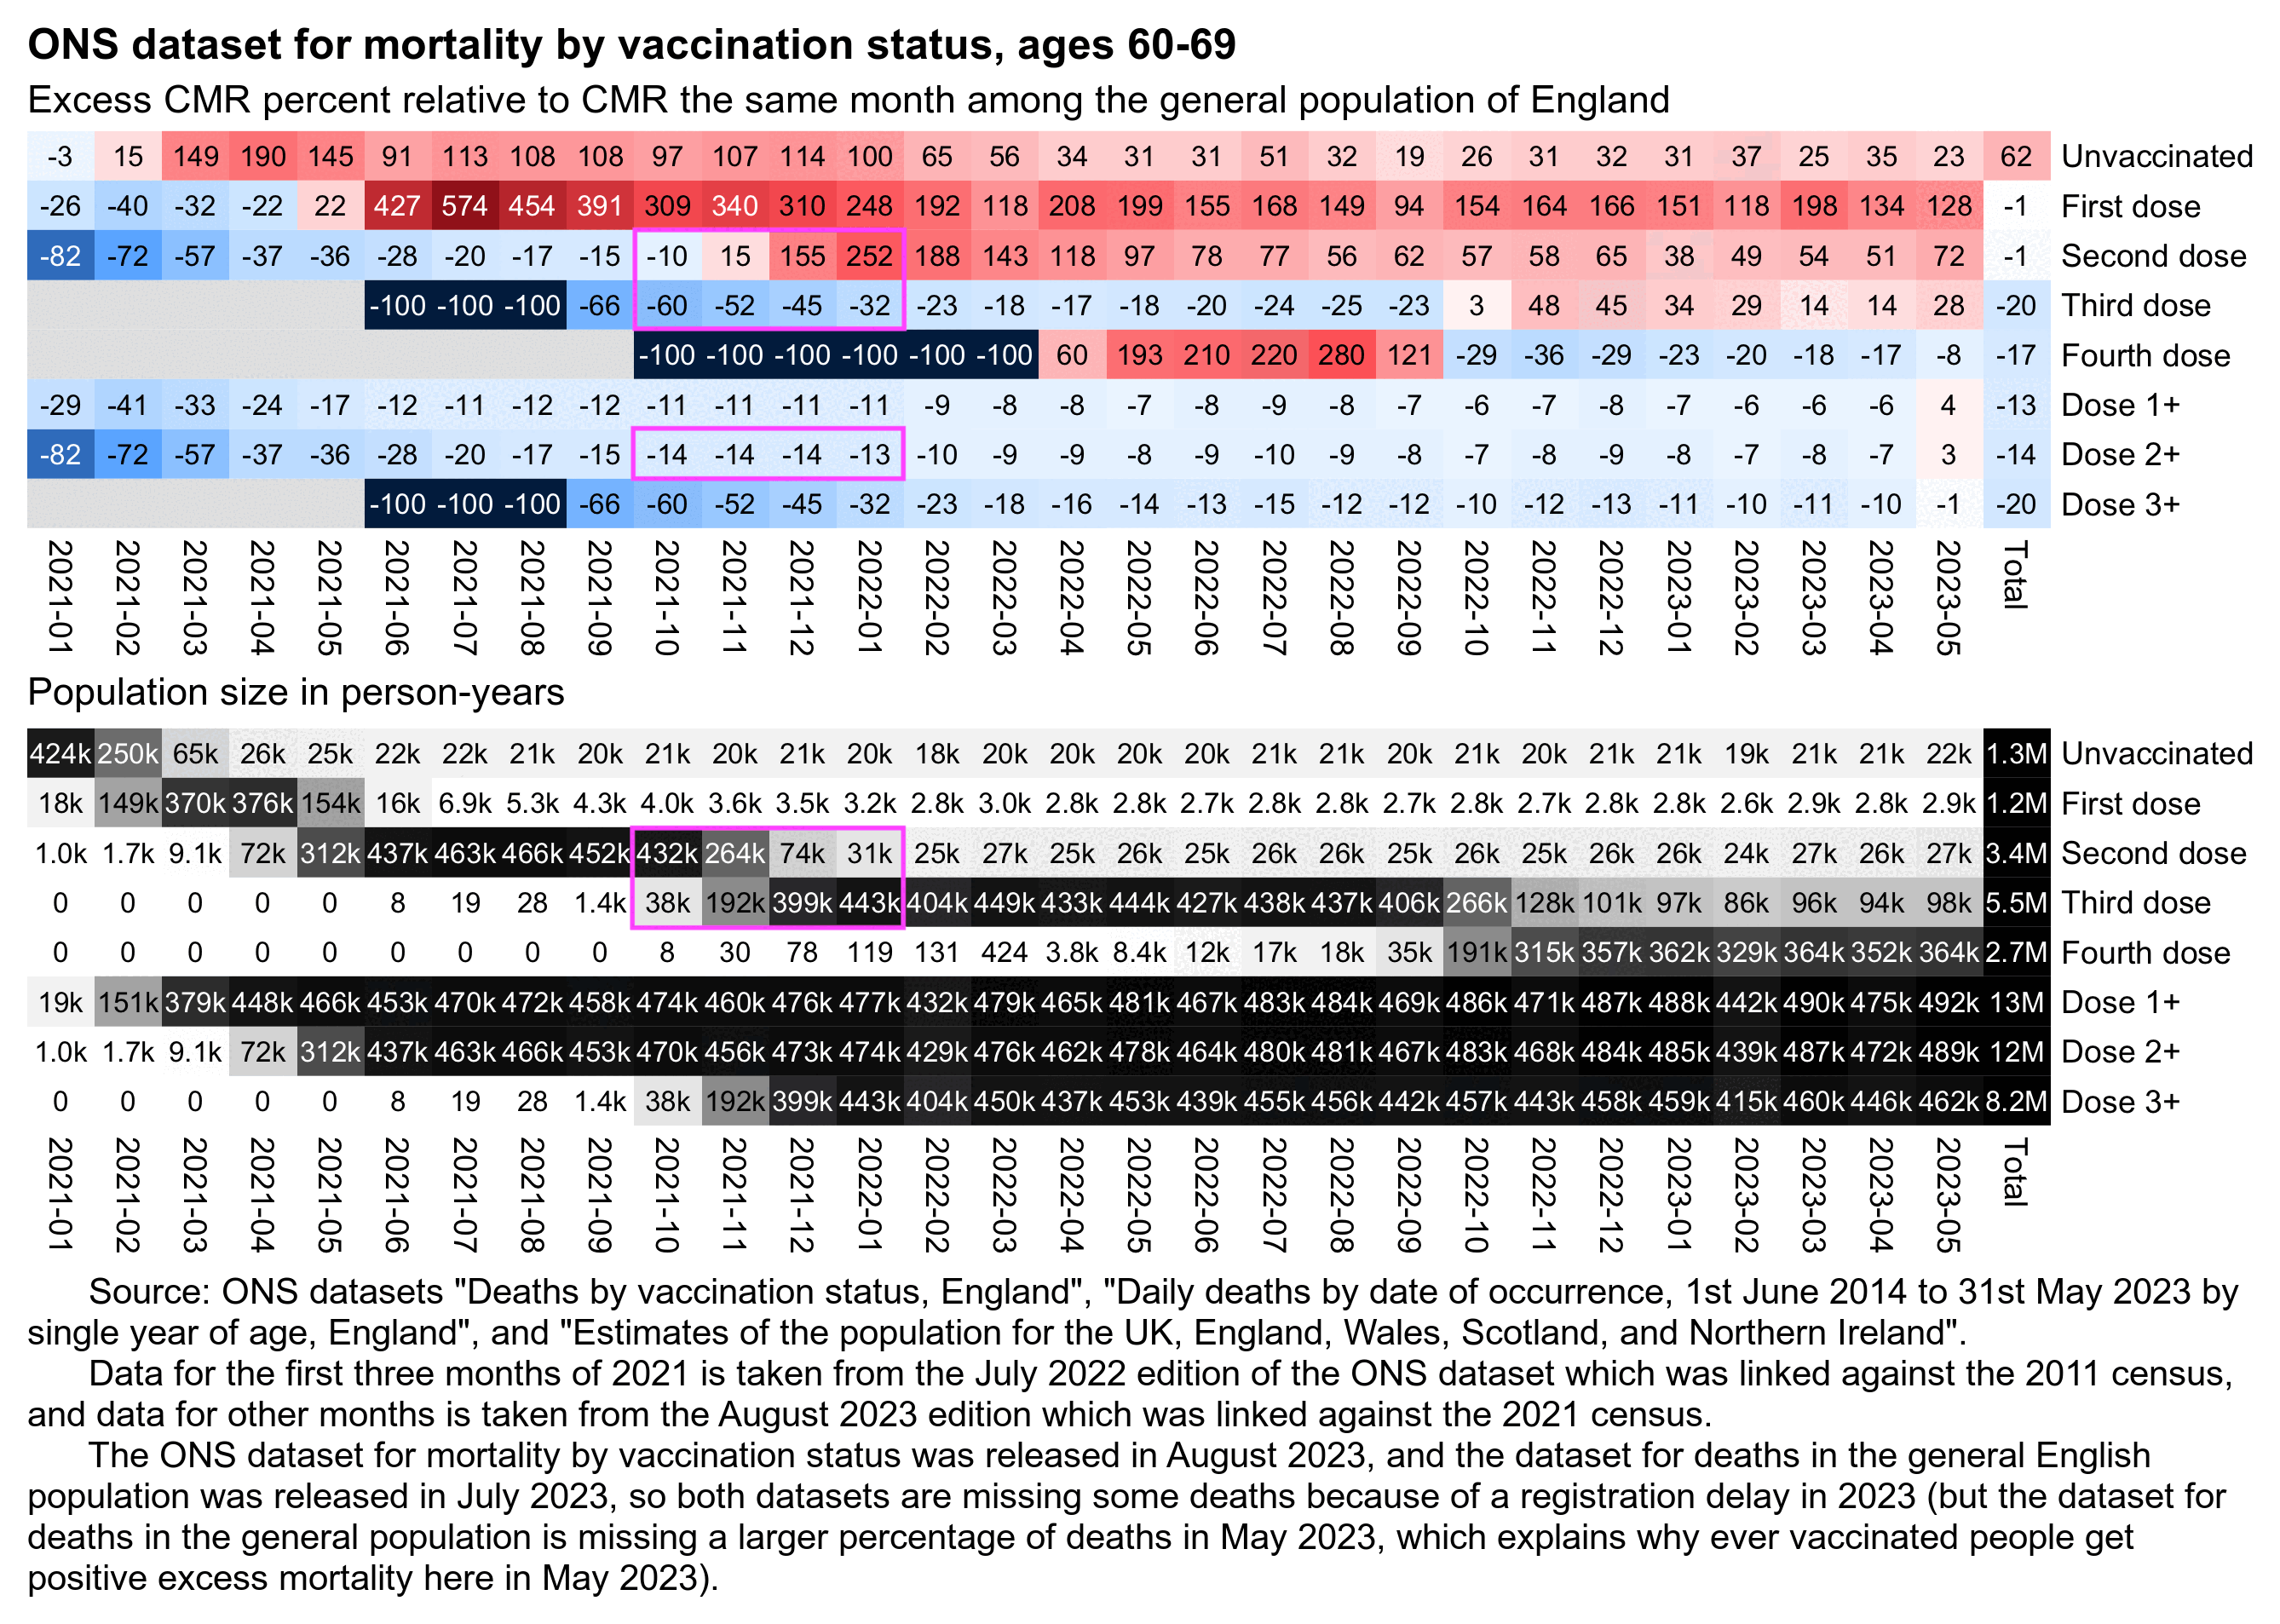 ONS dataset for mortality by vaccination status, ages 60-69
Excess CMR percent relative to CMR the same month among the general population of England
-3 15 149 190 145 91 113 108 108 97 107 114 100 65 56 34 31 31 51 32 19 26 31 32 31 37 25 35 23 62 Unvaccinated
-26 -40 -32 -22 22 427 574 454 391 309 340 310 248 192 118 208 199 155 168 149 94 154 164 166 151 118 198 134 128 -1 First dose
-82 -72 -57 -37 -36 -28 -20 -17 -15 -10 15 155 252 188 143 118 97 78 77 56 62 57 58 65 38 49 54 51 72 -1 Second dose
-100 -100 -100 -66 -60 -52 -45 -32 -23 -18 -17 -18 -20 -24 -25 -23 3 48 45 34 29 14 14 28 -20 Third dose
-100 -100 -100 -100 -100 -100 60 193 210 220 280 121 -29 -36 -29 -23 -20 -18 -17 -8 -17 Fourth dose
-29 -41 -33 -24 -17 -12 -11 -12 -12 -11 -11 -11 -11 -9 -8 -8 -7 -8 -9 -8 -7 -6 -7 -8 -7 -6 -6 -6 4 -13 Dose 1+
-82 -72 -57 -37 -36 -28 -20 -17 -15 -14 -14 -14 -13 -10 -9 -9 -8 -9 -10 -9 -8 -7 -8 -9 -8 -7 -8 -7 3 -14 Dose 2+
-100 -100 -100 -66 -60 -52 -45 -32 -23 -18 -16 -14 -13 -15 -12 -12 -10 -12 -13 -11 -10 -11 -10 -1 -20 Dose 3+
2021-01 2021-02 2021-03 2021-04 2021-05 2021-06 2021-07 2021-08 2021-09 2021-10 2021-11 2021-12 2022-01 2022-02 2022-03 2022-04 2022-05 2022-06 2022-07 2022-08 2022-09 2022-10 2022-11 2022-12 2023-01 2023-02 2023-03 2023-04 2023-05 Total
Population size in person-years
424k 250k 65k 26k 25k 22k 22k 21k 20k 21k 20k 21k 20k 18k 20k 20k 20k 20k 21k 21k 20k 21k 20k 21k 21k 19k 21k 21k 22k 1.3M Unvaccinated
18k 149k 370k 376k 154k 16k 6.9k 5.3k 4.3k 4.0k 3.6k 3.5k 3.2k 2.8k 3.0k 2.8k 2.8k 2.7k 2.8k 2.8k 2.7k 2.8k 2.7k 2.8k 2.8k 2.6k 2.9k 2.8k 2.9k 1.2M First dose
1.0k 1.7k 9.1k 72k 312k 437k 463k 466k 452k 432k 264k 74k 31k 25k 27k 25k 26k 25k 26k 26k 25k 26k 25k 26k 26k 24k 27k 26k 27k 3.4M Second dose
0 0 0 0 0 8 19 28 1.4k 38k 192k 399k 443k 404k 449k 433k 444k 427k 438k 437k 406k 266k 128k 101k 97k 86k 96k 94k 98k 5.5M Third dose
0 0 0 0 0 0 0 0 0 8 30 78 119 131 424 3.8k 8.4k 12k 17k 18k 35k 191k 315k 357k 362k 329k 364k 352k 364k 2.7M Fourth dose
19k 151k 379k 448k 466k 453k 470k 472k 458k 474k 460k 476k 477k 432k 479k 465k 481k 467k 483k 484k 469k 486k 471k 487k 488k 442k 490k 475k 492k 13M Dose 1+
1.0k 1.7k 9.1k 72k 312k 437k 463k 466k 453k 470k 456k 473k 474k 429k 476k 462k 478k 464k 480k 481k 467k 483k 468k 484k 485k 439k 487k 472k 489k 12M Dose 2+
0 0 0 0 0 8 19 28 1.4k 38k 192k 399k 443k 404k 450k 437k 453k 439k 455k 456k 442k 457k 443k 458k 459k 415k 460k 446k 462k 8.2M Dose 3+
2021-01 2021-02 2021-03 2021-04 2021-05 2021-06 2021-07 2021-08 2021-09 2021-10 2021-11 2021-12 2022-01 2022-02 2022-03 2022-04 2022-05 2022-06 2022-07 2022-08 2022-09 2022-10 2022-11 2022-12 2023-01 2023-02 2023-03 2023-04 2023-05 Total
Source: ONS datasets "Deaths by vaccination status, England", "Daily deaths by date of occurrence, 1st June 2014 to 31st May 2023 by
single year of age, England", and "Estimates of the population for the UK, England, Wales, Scotland, and Northern Ireland".
Data for the first three months of 2021 is taken from the July 2022 edition of the ONS dataset which was linked against the 2011 census,
and data for other months is taken from the August 2023 edition which was linked against the 2021 census.
The ONS dataset for mortality by vaccination status was released in August 2023, and the dataset for deaths in the general English
population was released in July 2023, so both datasets are missing some deaths because of a registration delay in 2023 (but the dataset for
deaths in the general population is missing a larger percentage of deaths in May 2023, which explains why ever vaccinated people get
positive excess mortality here in May 2023).